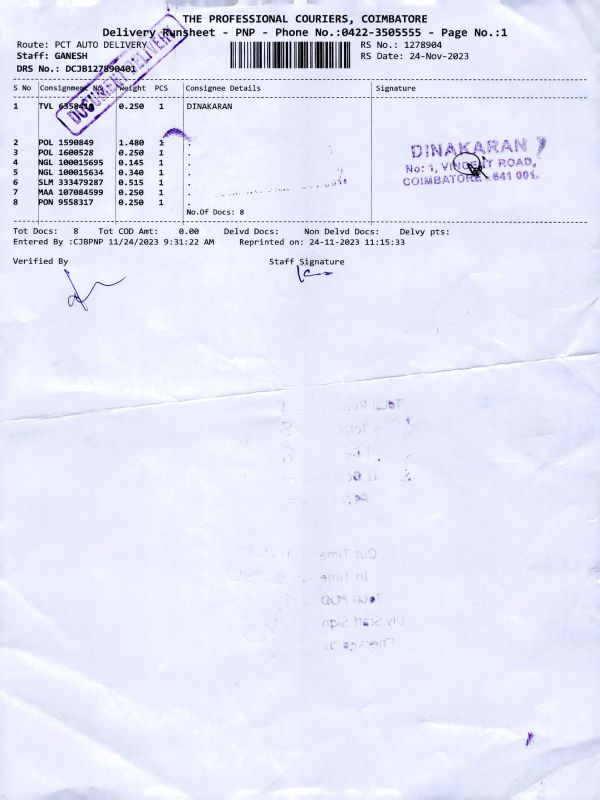 THE PROFESSIONAL COURIERS, COIMBATORE
Delivery Runsheet - PNP - Phone No.:0422-3505555 - Page No.:1
Route: PCT AUTO DELIVERY
RS No.: 1278904
Staff: GANESH
RS Date: 24-Nov-2023
DRS No.: DCJB127890401
DOCUMENT DELIVERY
S No Consignment No Weight PCS Consignee Details Signature
1 TVL 0.250 1 DINAKARAN
2 POL 1590849 1.480 1 .
3 POL 1600528 0.250 1 .
4 NGL 100015695 0.145 1 .
5 NGL 100015634 0.340 1 .
6 SLM 333479287 0.515 1 .
7 MAA 107084599 0.250 1 .
8 PON 9558317 0.250 1 .
DINAKARAN
No: 1, VINCENT ROAD,
COIMBATORE - 641 001.
No.Of Docs: 8
Tot Docs: 8 Tot COD Amt: 0.00 Delvd Docs: Non Delvd Docs: Delvy pts:
Entered By :CJBPNP 11/24/2023 9:31:22 AM Reprinted on: 24-11-2023 11:15:33
Verified By Staff Signature